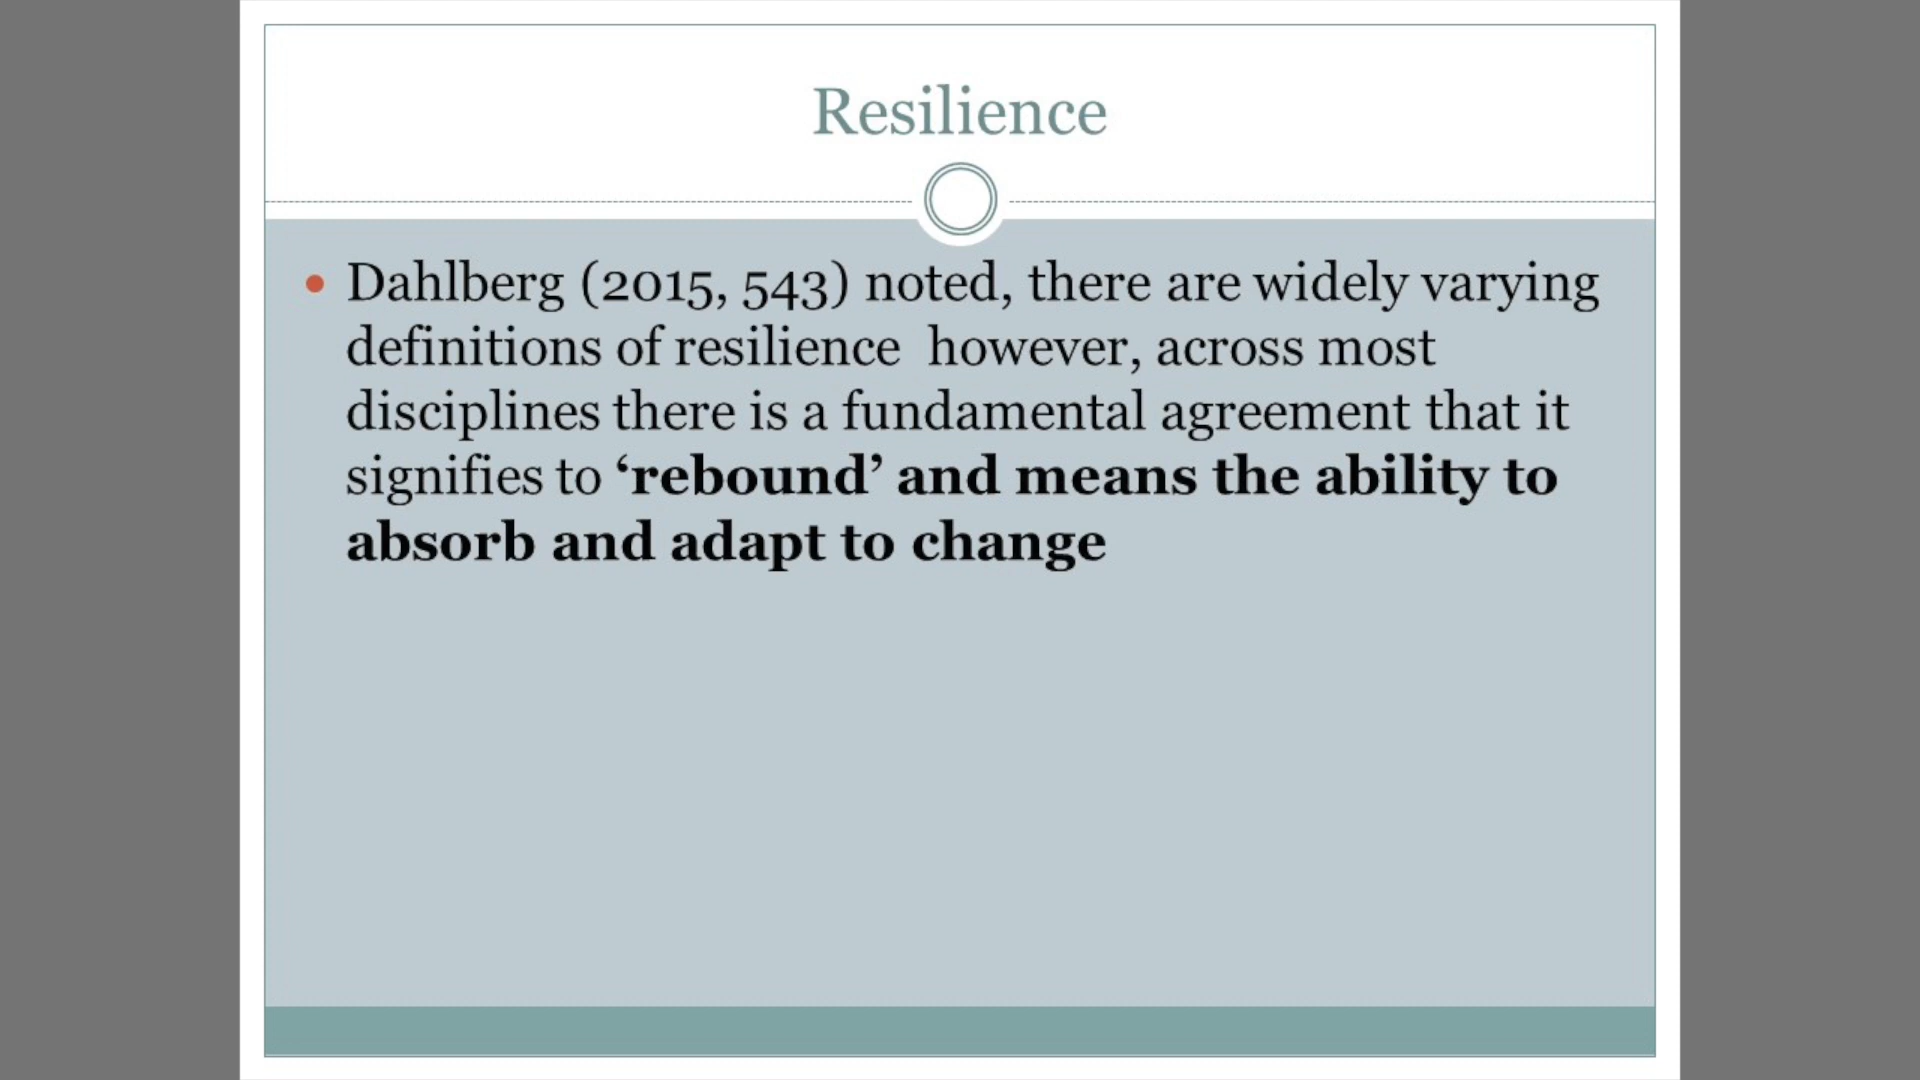 Resilience
• Dahlberg (2015, 543) noted, there are widely varying
definitions of resilience  however, across most
disciplines there is a fundamental agreement that it
signifies to ‘rebound’ and means the ability to
absorb and adapt to change